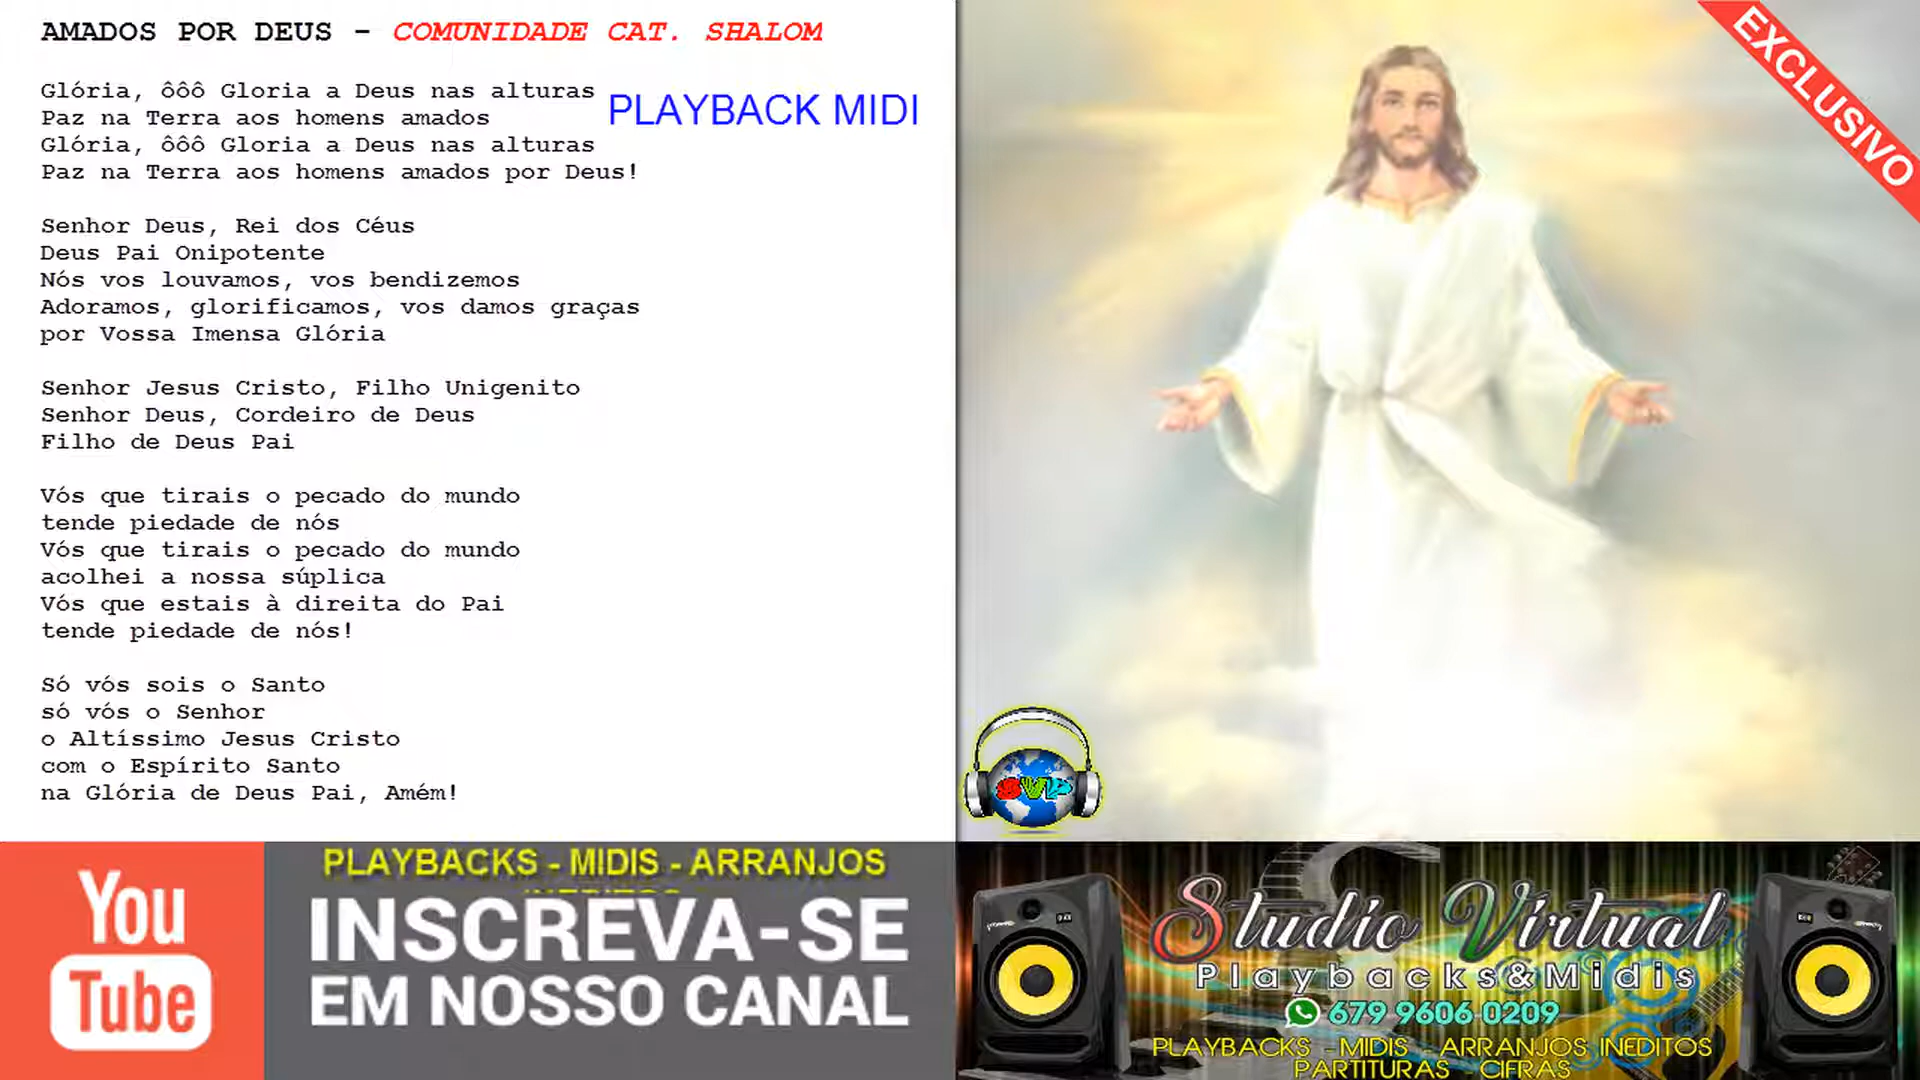 AMADOS POR DEUS - COMUNIDADE CAT. SHALOM
Glória, ôôô Gloria a Deus nas alturas
Paz na Terra aos homens amados
Glória, ôôô Gloria a Deus nas alturas
Paz na Terra aos homens amados por Deus!
PLAYBACK MIDI
Senhor Deus, Rei dos Céus
Deus Pai Onipotente
Nós vos louvamos, vos bendizemos
Adoramos, glorificamos, vos damos graças
por Vossa Imensa Glória
Senhor Jesus Cristo, Filho Unigenito
Senhor Deus, Cordeiro de Deus
Filho de Deus Pai
Vós que tirais o pecado do mundo
tende piedade de nós
Vós que tirais o pecado do mundo
acolhei a nossa súplica
Vós que estais à direita do Pai
tende piedade de nós!
Só vós sois o Santo
só vós o Senhor
o Altíssimo Jesus Cristo
com o Espírito Santo
na Glória de Deus Pai, Amém!
EXCLUSIVO
SVP
You
Tube
PLAYBACKS - MIDIS - ARRANJOS
INSCREVA-SE
EM NOSSO CANAL
Studio Virtual
Playbacks&Midis
679 9606 0209
PLAYBACKS - MIDIS - ARRANJOS INEDITOS
PARTITURAS - CIFRAS